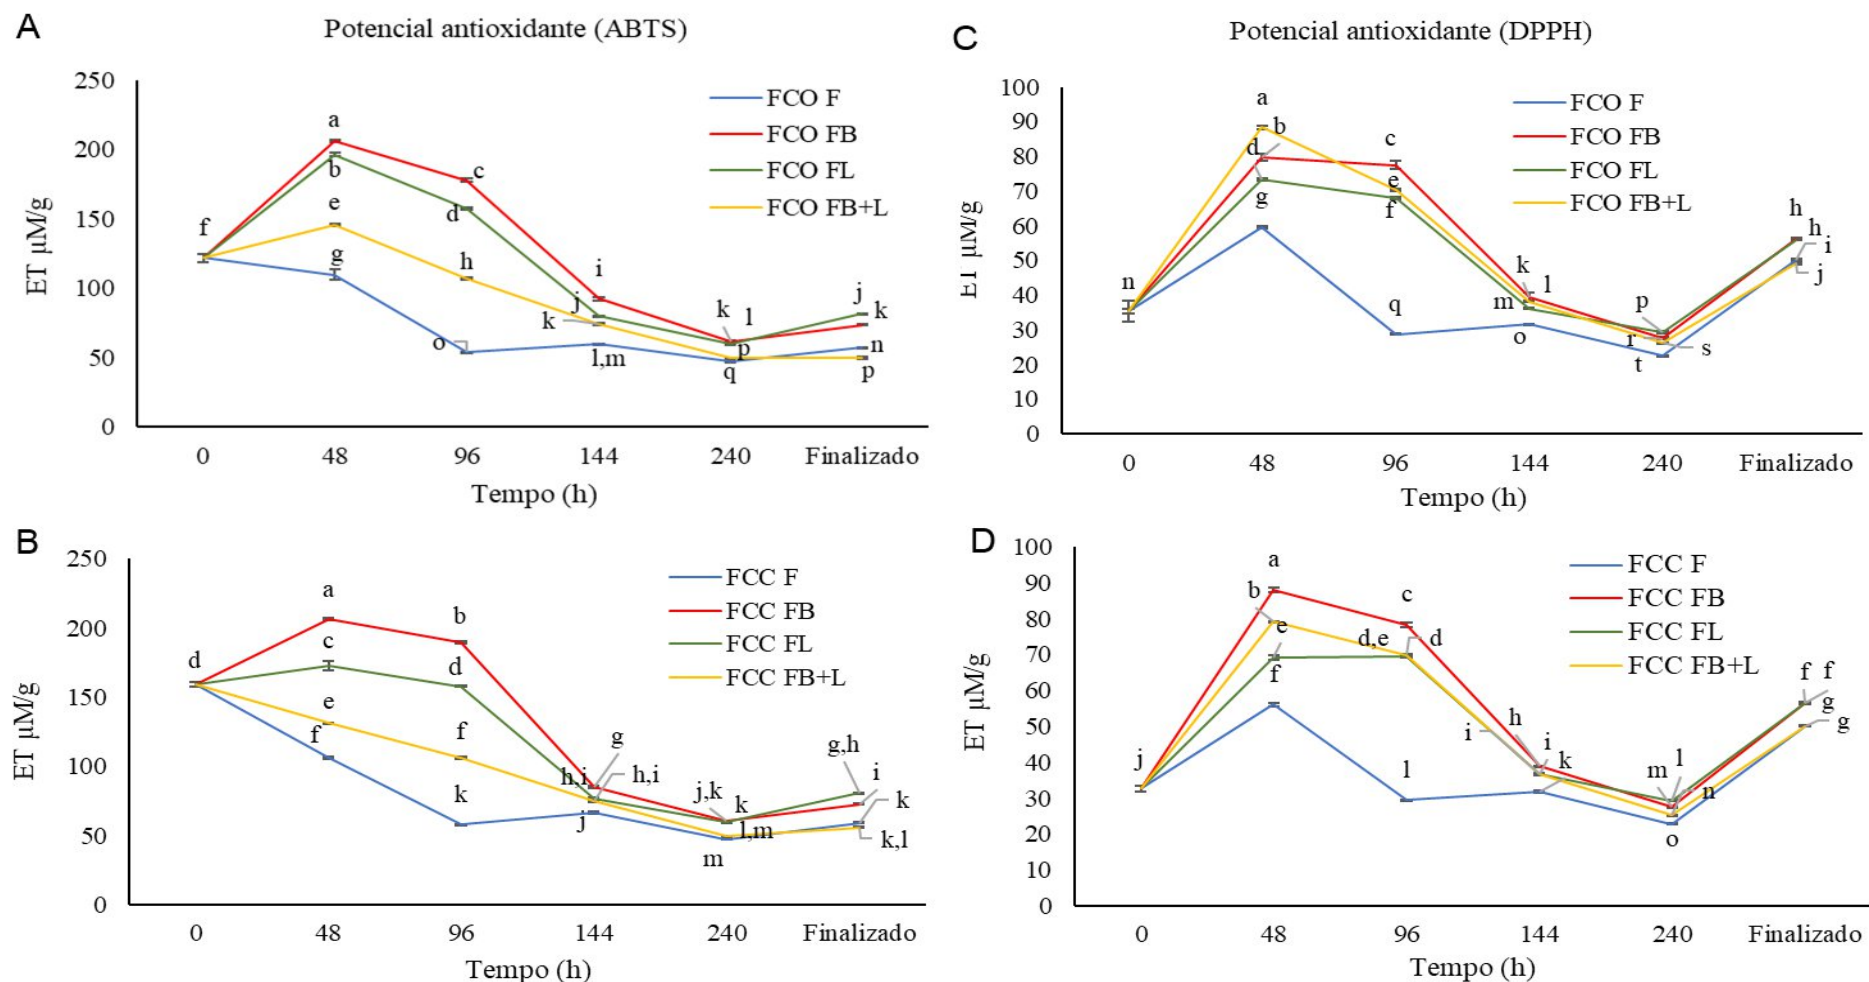 A
Potencial antioxidante (ABTS)
250
200
150
100
50
0
ET µM/g
FCO F
FCO FB
FCO FL
FCO FB+L
f
a
b
e
g
c
d
h
o
i
j
k
l,m
k
l
p
q
j
k
n
p
0 48 96 144 240 Finalizado
Tempo (h)
C
Potencial antioxidante (DPPH)
100
90
80
70
60
50
40
30
20
10
0
ET µM/g
FCO F
FCO FB
FCO FL
FCO FB+L
n
a
b
d
g
c
e
f
q
k
l
m
o
p
r
s
t
h
h
i
j
0 48 96 144 240 Finalizado
Tempo (h)
B
250
200
150
100
50
0
ET µM/g
FCC F
FCC FB
FCC FL
FCC FB+L
d
a
c
e
f
b
d
f
k
g
h,i
h,i
j
j,k
k
l,m
m
g,h
i
k
k,l
0 48 96 144 240 Finalizado
Tempo (h)
D
100
90
80
70
60
50
40
30
20
10
0
ET µM/g
FCC F
FCC FB
FCC FL
FCC FB+L
j
a
b
e
f
c
d,e
d
l
h
i
i
k
m
l
n
o
f
f
g
g
0 48 96 144 240 Finalizado
Tempo (h)